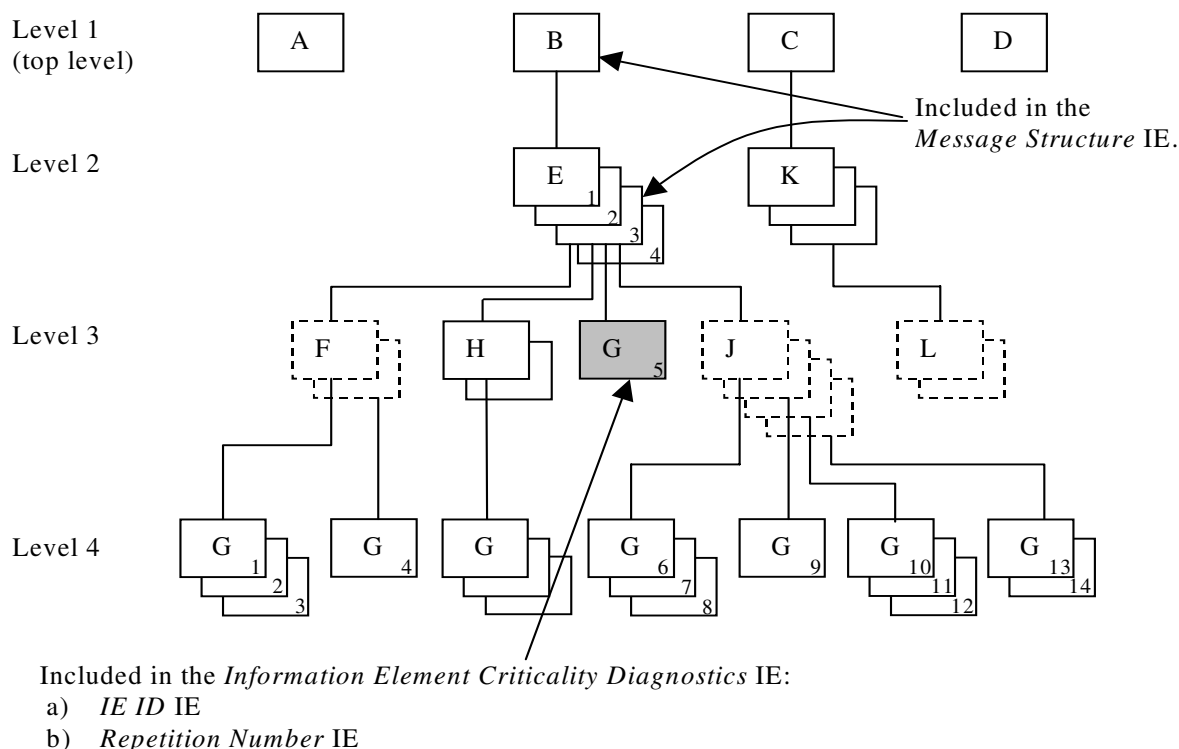 Level 1
(top level)
A
B
C
D
Included in the
Message Structure IE.
Level 2
E
1
2
3
4
K
Level 3
F
H
G
5
J
L
Level 4
G
1
2
3
G
4
G
G
6
7
8
G
9
G
10
11
12
G
13
14
Included in the Information Element Criticality Diagnostics IE:
a) IE ID IE
b) Repetition Number IE